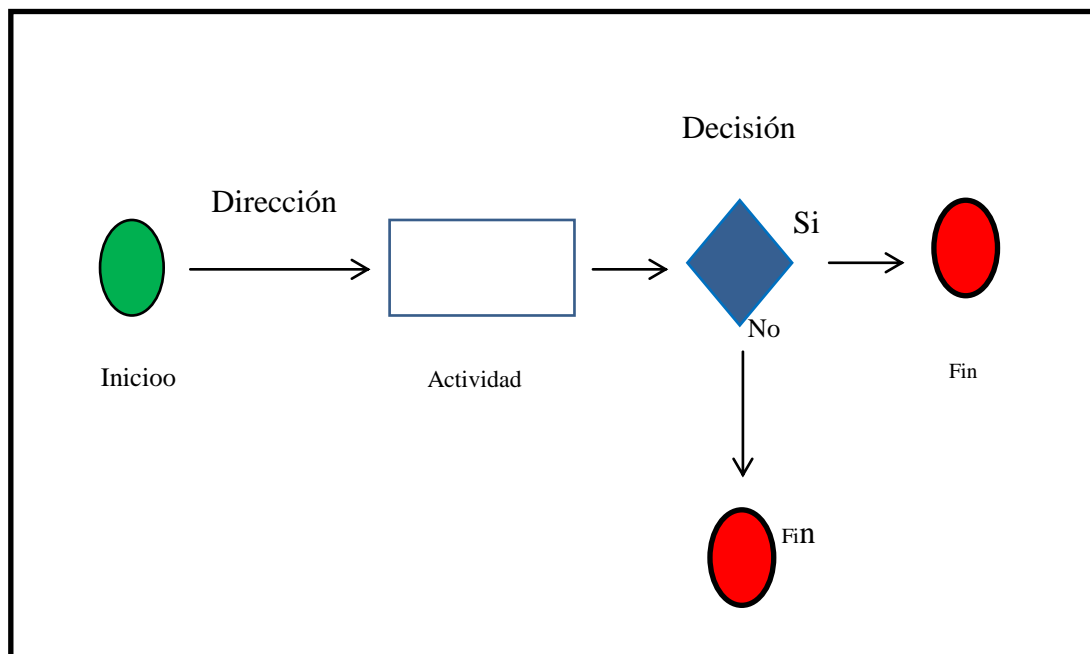 Decisión
Dirección
Si
No
Inicioo
Actividad
Fin
Fin